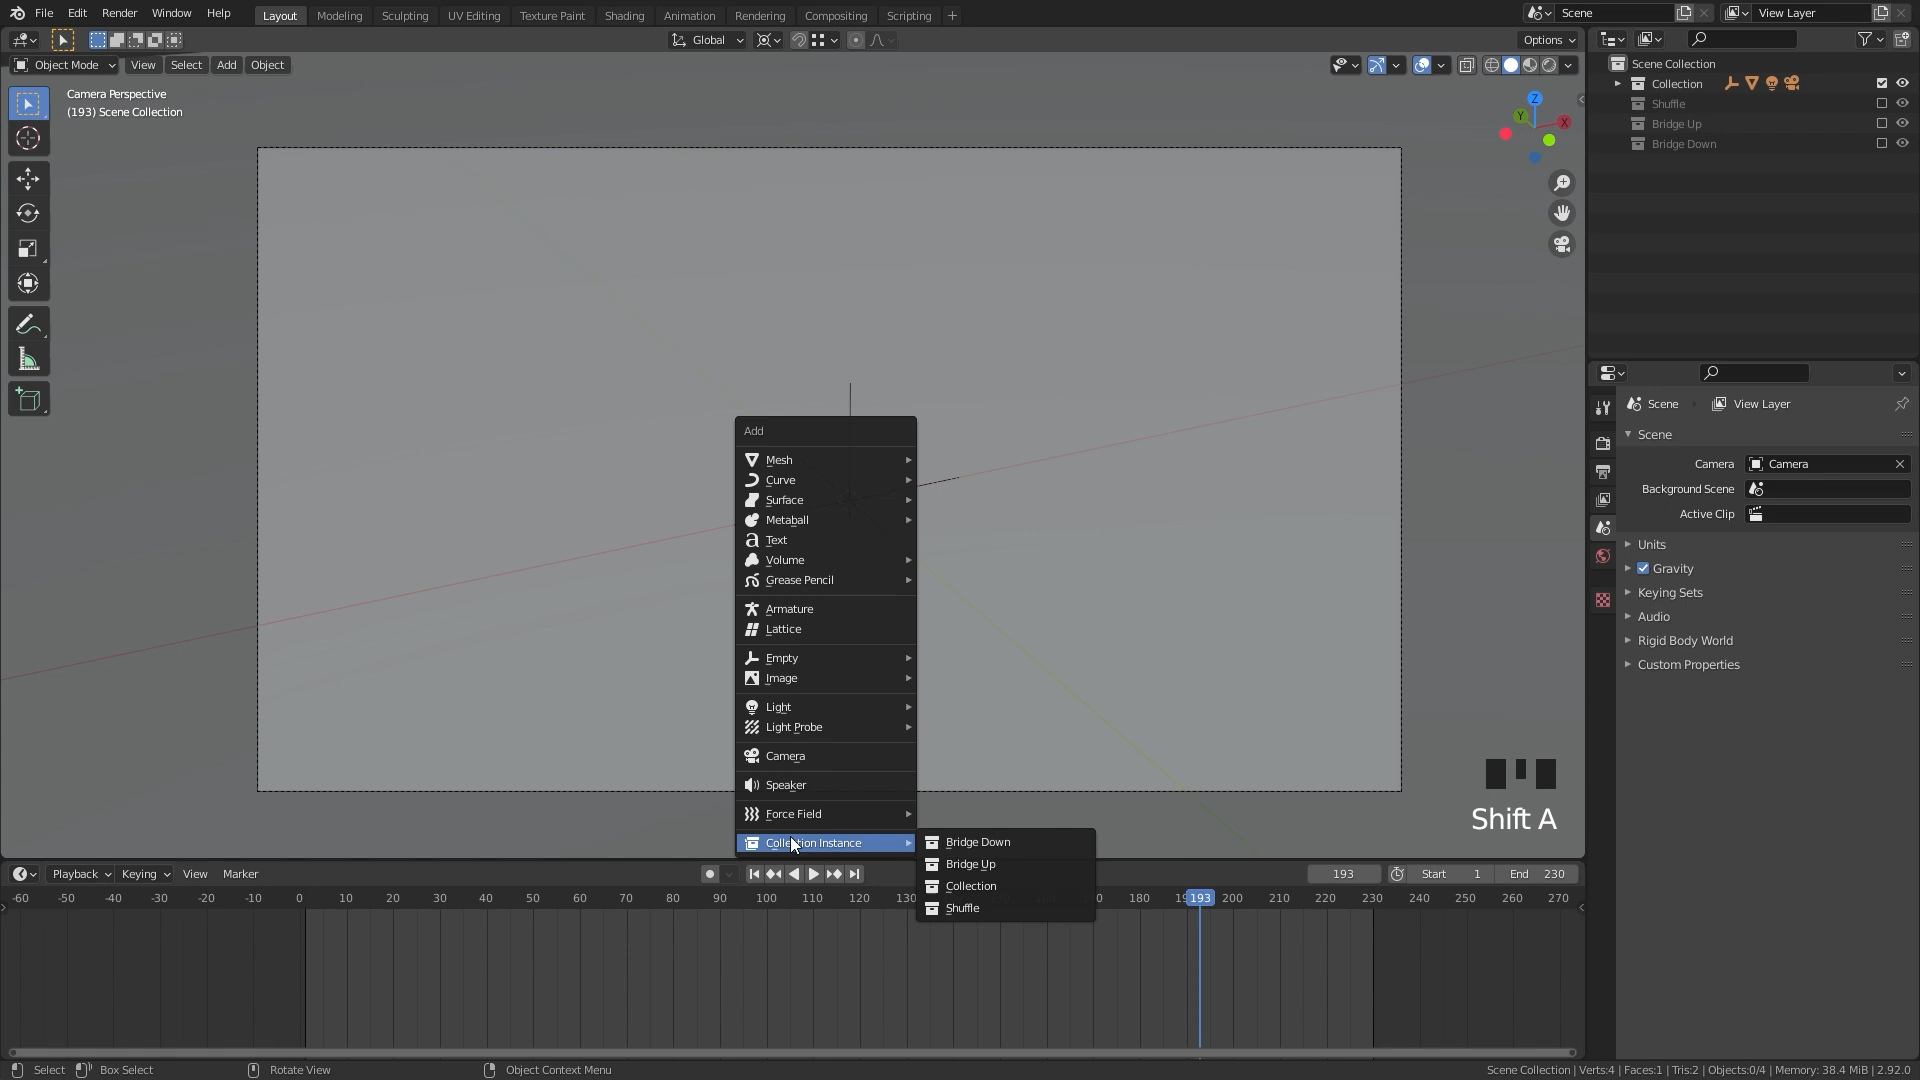 File Edit Render Window Help Layout Modeling Sculpting UV Editing Texture Paint Shading Animation Rendering Compositing Scripting + Scene View Layer
Global Options
Object Mode View Select Add Object
Camera Perspective
(193) Scene Collection
Z
Y X
Scene Collection
Collection
Shuffle
Bridge Up
Bridge Down
Scene View Layer
Scene
Camera Camera
Background Scene
Active Clip
Units
Gravity
Keying Sets
Audio
Rigid Body World
Custom Properties
Add
Mesh
Curve
Surface
Metaball
Text
Volume
Grease Pencil
Armature
Lattice
Empty
Image
Light
Light Probe
Camera
Speaker
Force Field
Collection Instance
Bridge Down
Bridge Up
Collection
Shuffle
Shift A
Playback Keying View Marker 193 Start 1 End 230
-60 -50 -40 -30 -20 -10 0 10 20 30 40 50 60 70 80 90 100 110 120 130 180 193 200 210 220 230 240 250 260 270
Select Box Select Rotate View Object Context Menu Scene Collection | Verts:4 | Faces:1 | Tris:2 | Objects:0/4 | Memory: 38.4 MiB | 2.92.0